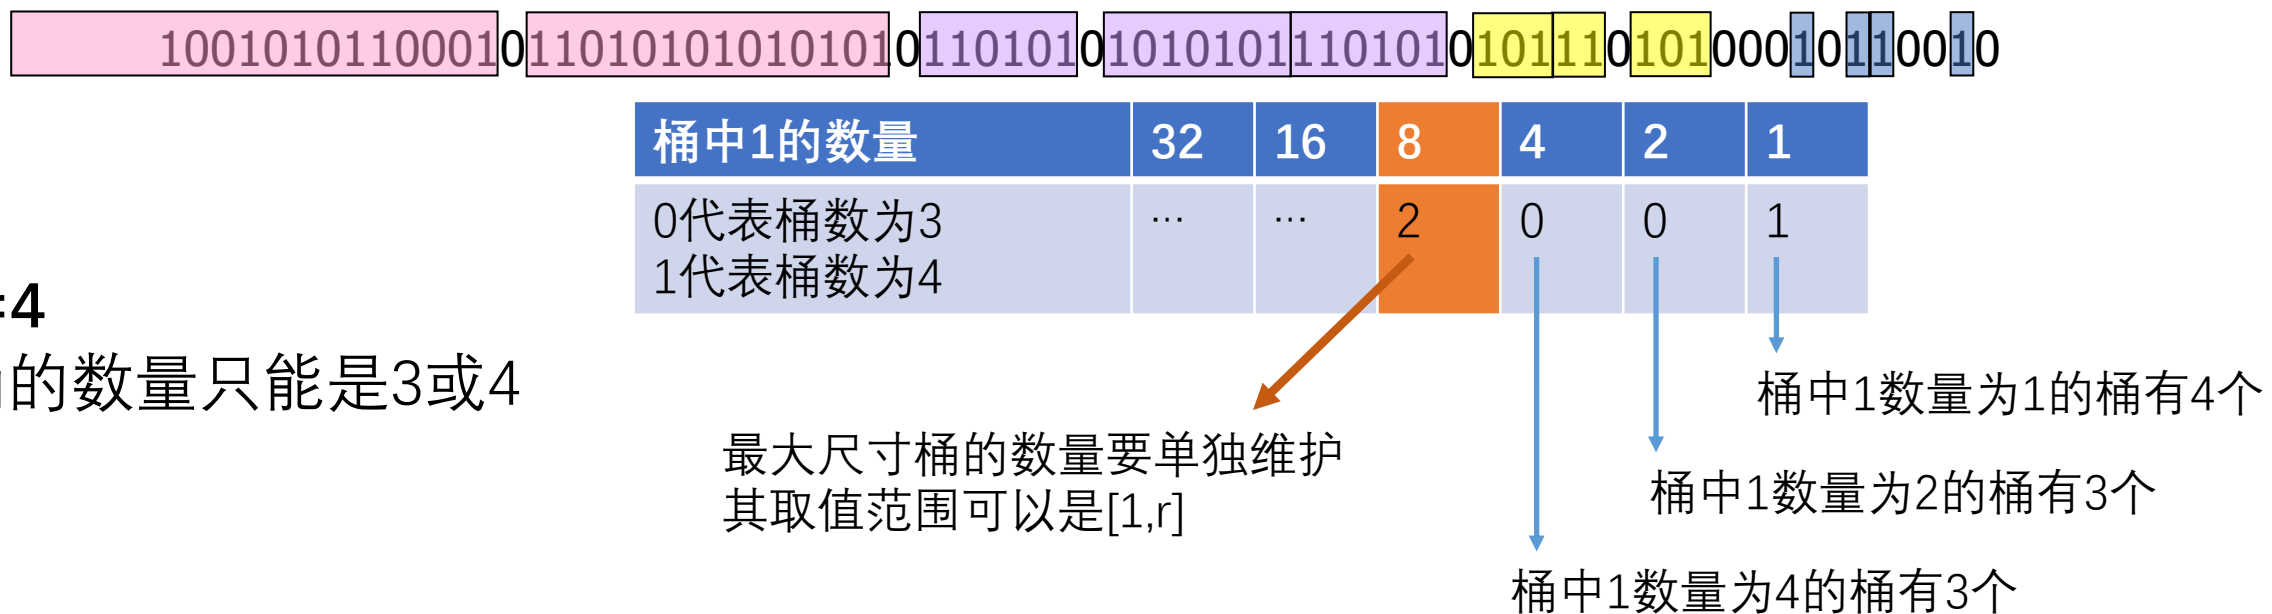 1001010110001011010101010101011010101010101110101010111010100010110010
桶中1的数量 32 16 8 4 2 1
0代表桶数为3 … … 2 0 0 1
1代表桶数为4
=4
的数量只能是3或4
桶中1数量为1的桶有4个
最大尺寸桶的数量要单独维护
桶中1数量为2的桶有3个
其取值范围可以是[1,r]
桶中1数量为4的桶有3个